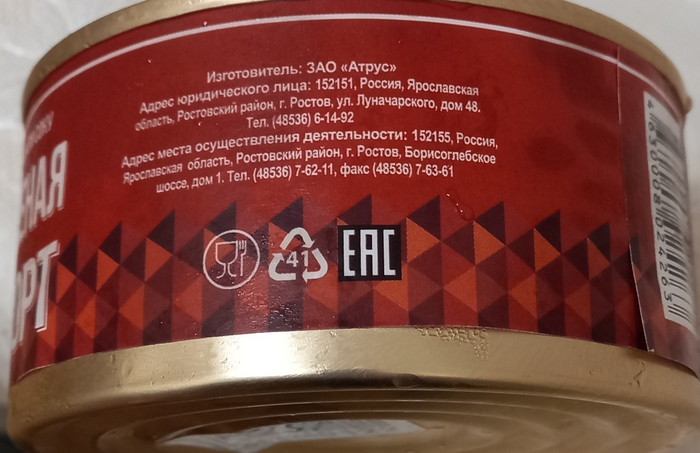 Изготовитель: ЗАО «Атрус»
Адрес юридического лица: 152151, Россия, Ярославская
область, Ростовский район, г. Ростов, ул. Луначарского, дом 48.
Тел. (48536) 6-14-92
Адрес места осуществления деятельности: 152155, Россия,
Ярославская область, Ростовский район, г. Ростов, Борисоглебское
шоссе, дом 1. Тел. (48536) 7-62-11, факс (48536) 7-63-61
41
EAC
4630008024263